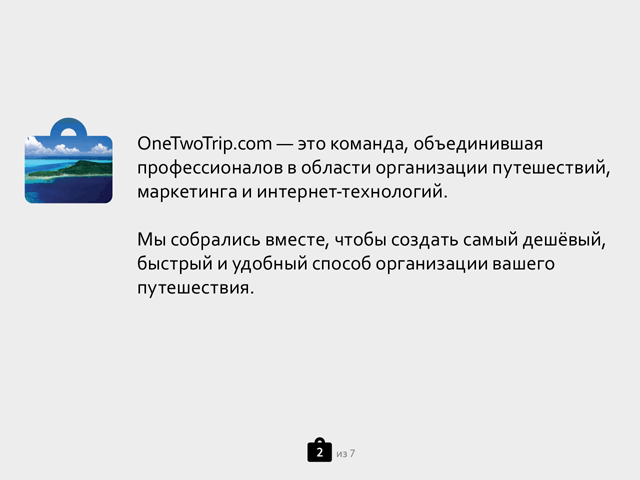 OneTwoTrip.com — это команда, объединившая
профессионалов в области организации путешествий,
маркетинга и интернет-технологий.
Мы собрались вместе, чтобы создать самый дешёвый,
быстрый и удобный способ организации вашего
путешествия.
2 из 7